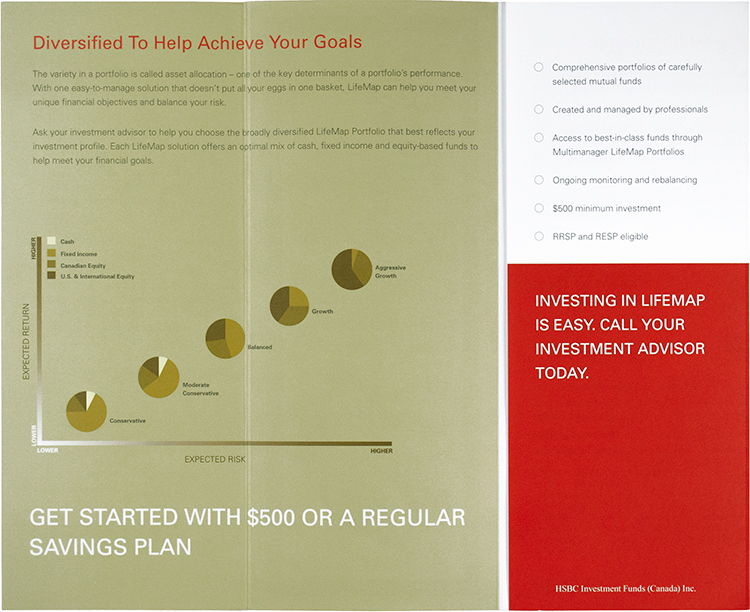 Diversified To Help Achieve Your Goals
The variety in a portfolio is called asset allocation – one of the key determinants of a portfolio's performance.
With one easy-to-manage solution that doesn't put all your eggs in one basket, LifeMap can help you meet your
unique financial objectives and balance your risk.
Ask your investment advisor to help you choose the broadly diversified LifeMap Portfolio that best reflects your
investment profile. Each LifeMap solution offers an optimal mix of cash, fixed income and equity-based funds to
help meet your financial goals.
HIGHER
Cash
Fixed Income
Canadian Equity
U.S. & International Equity
Aggressive
Growth
Growth
Balanced
Moderate
Conservative
Conservative
EXPECTED RETURN
LOWER
LOWER
EXPECTED RISK
HIGHER
GET STARTED WITH $500 OR A REGULAR
SAVINGS PLAN
Comprehensive portfolios of carefully
selected mutual funds
Created and managed by professionals
Access to best-in-class funds through
Multimanager LifeMap Portfolios
Ongoing monitoring and rebalancing
$500 minimum investment
RRSP and RESP eligible
INVESTING IN LIFEMAP
IS EASY. CALL YOUR
INVESTMENT ADVISOR
TODAY.
HSBC Investment Funds (Canada) Inc.